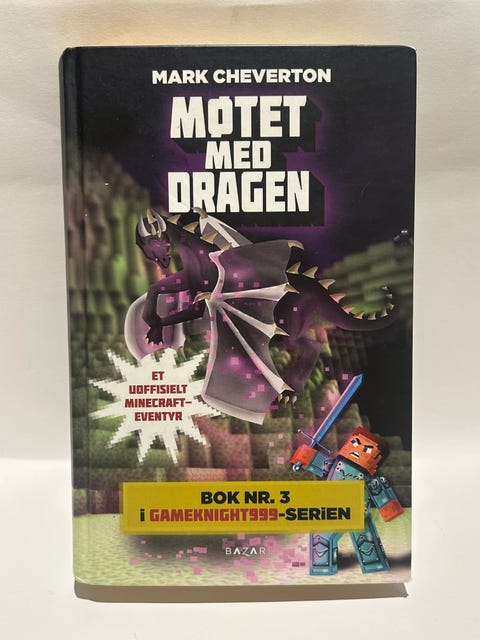 MARK CHEVERTON
MØTET
MED
DRAGEN
ET
UOFFISIELT
MINECRAFT-
EVENTYR
BOK NR. 3
i GAMEKNIGHT999-SERiEN
BAZAR